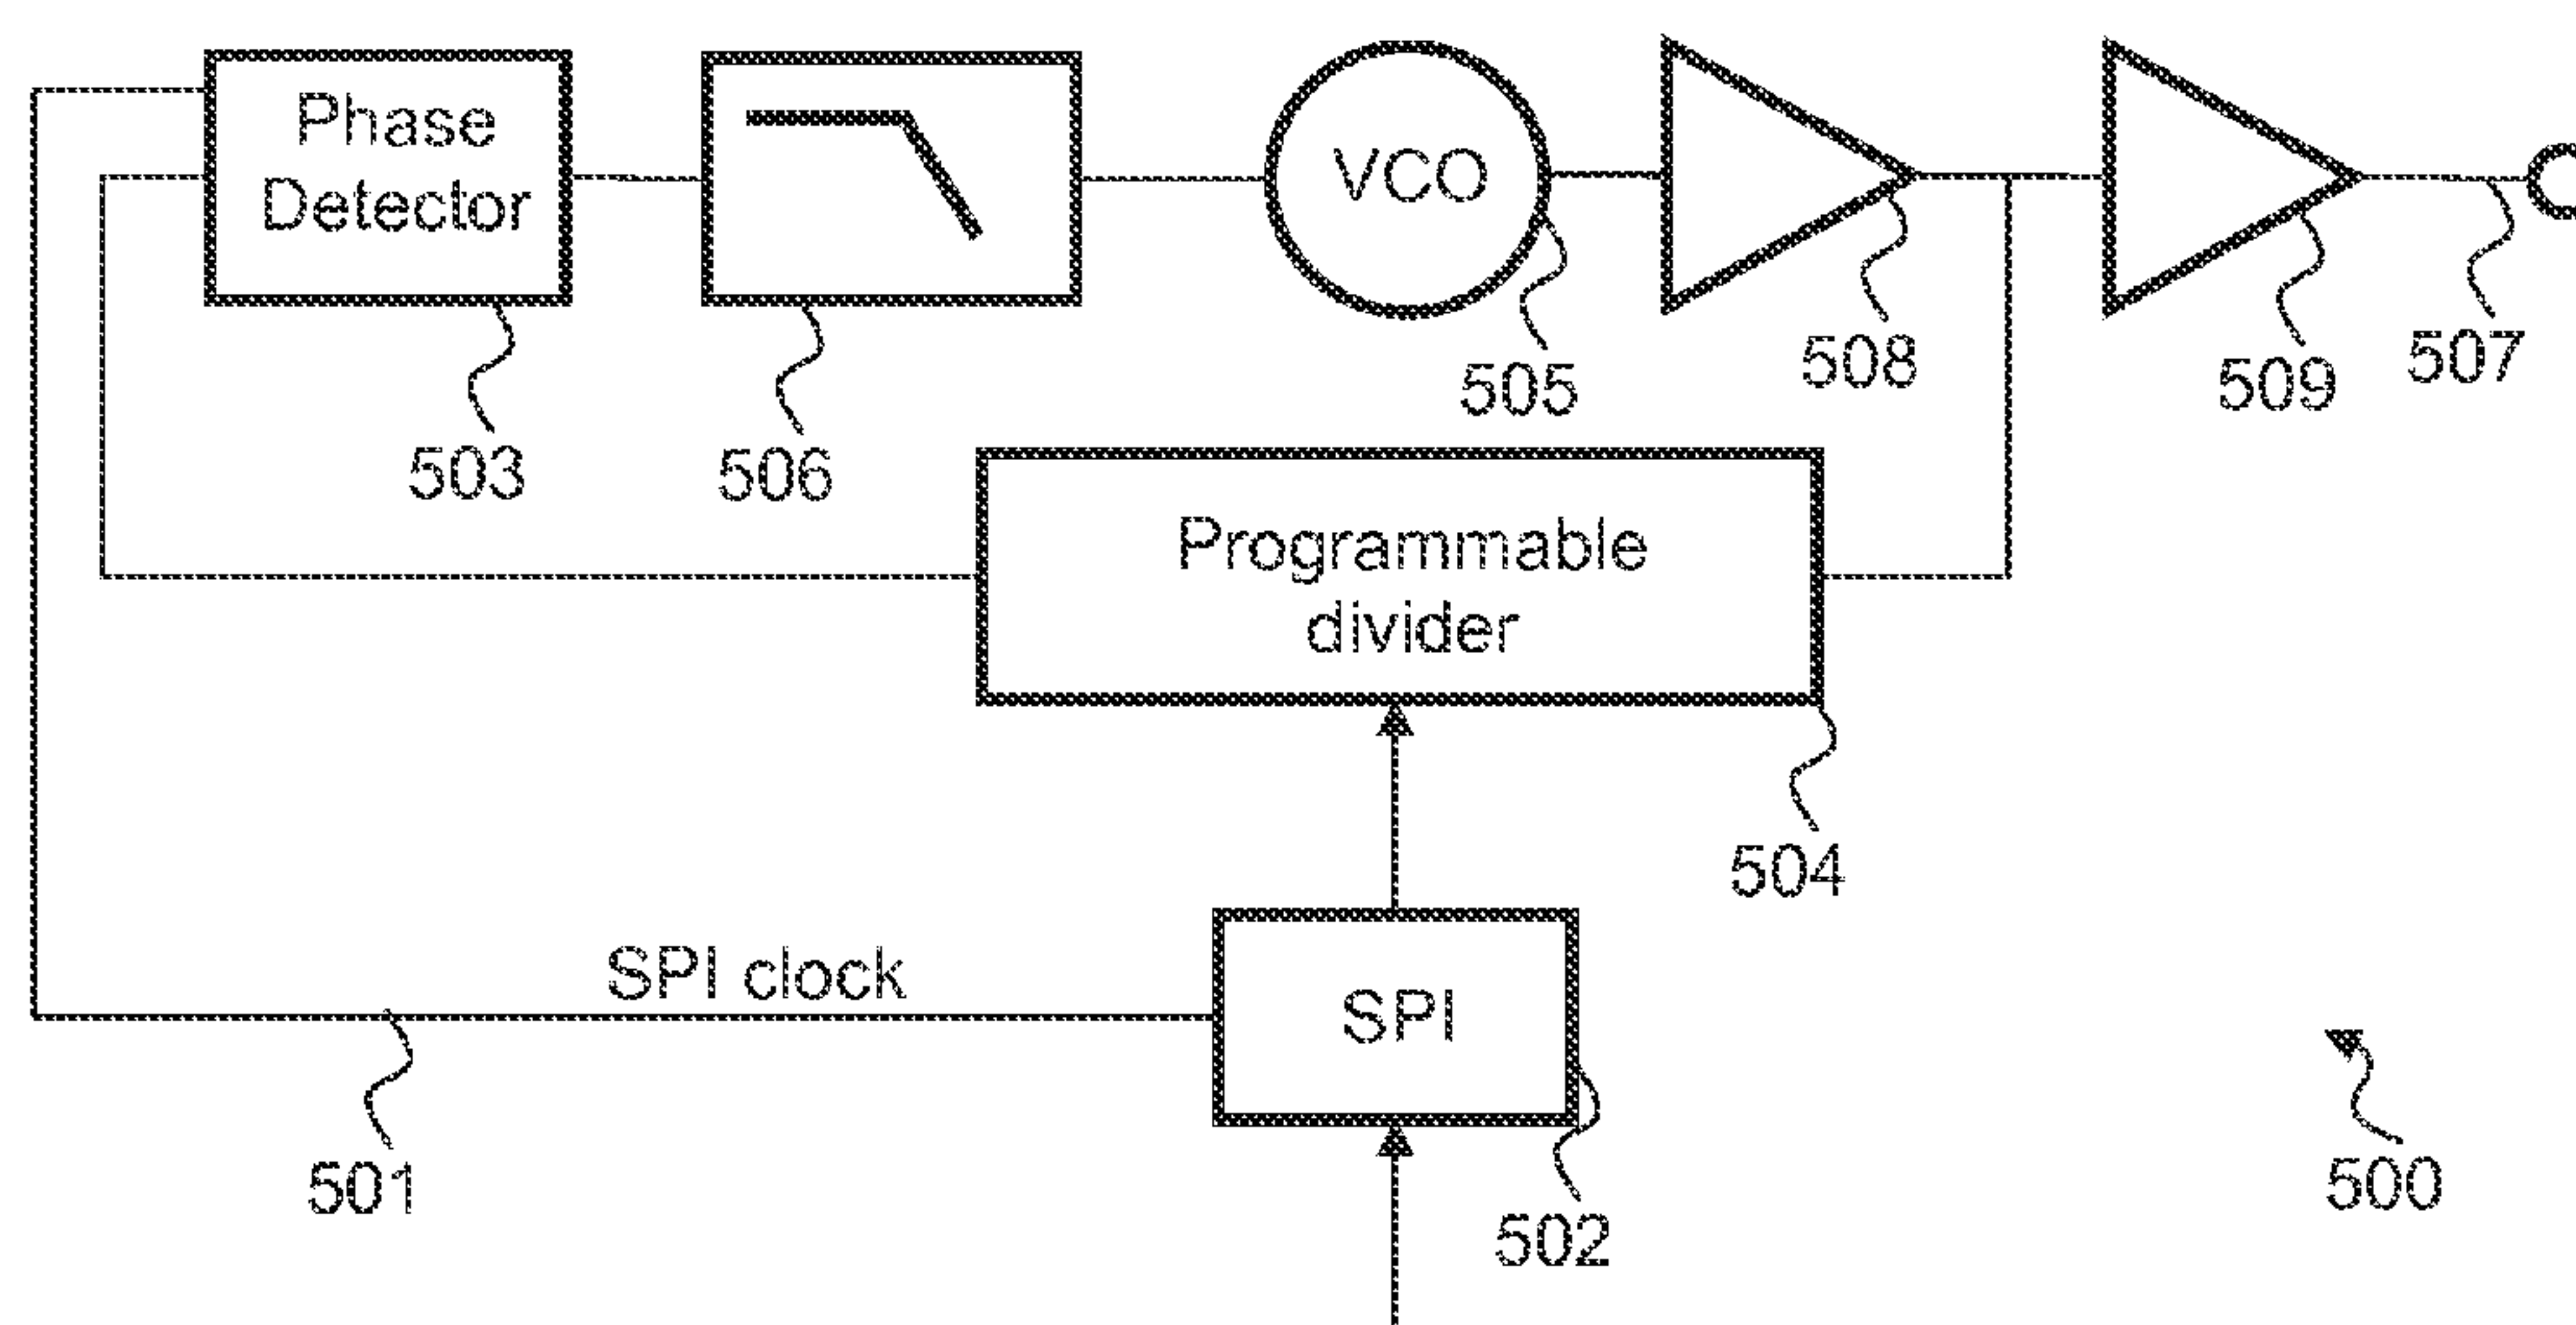 Phase
Detector
VCO
503
506
505
508
509
507
Programmable
divider
504
SPI clock
SPI
501
502
500